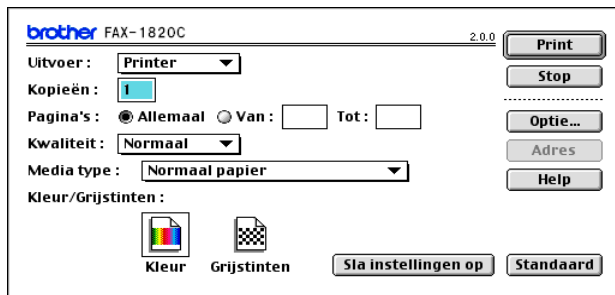 brother FAX-1820C 2.0.0
Print
Uitvoer : Printer
Stop
Kopieën : 1
Pagina's : Allemaal Van : Tot :
Optie...
Kwaliteit : Normaal
Adres
Media type : Normaal papier
Help
Kleur/Grijstinten :
Kleur Grijstinten
Sla instellingen op Standaard